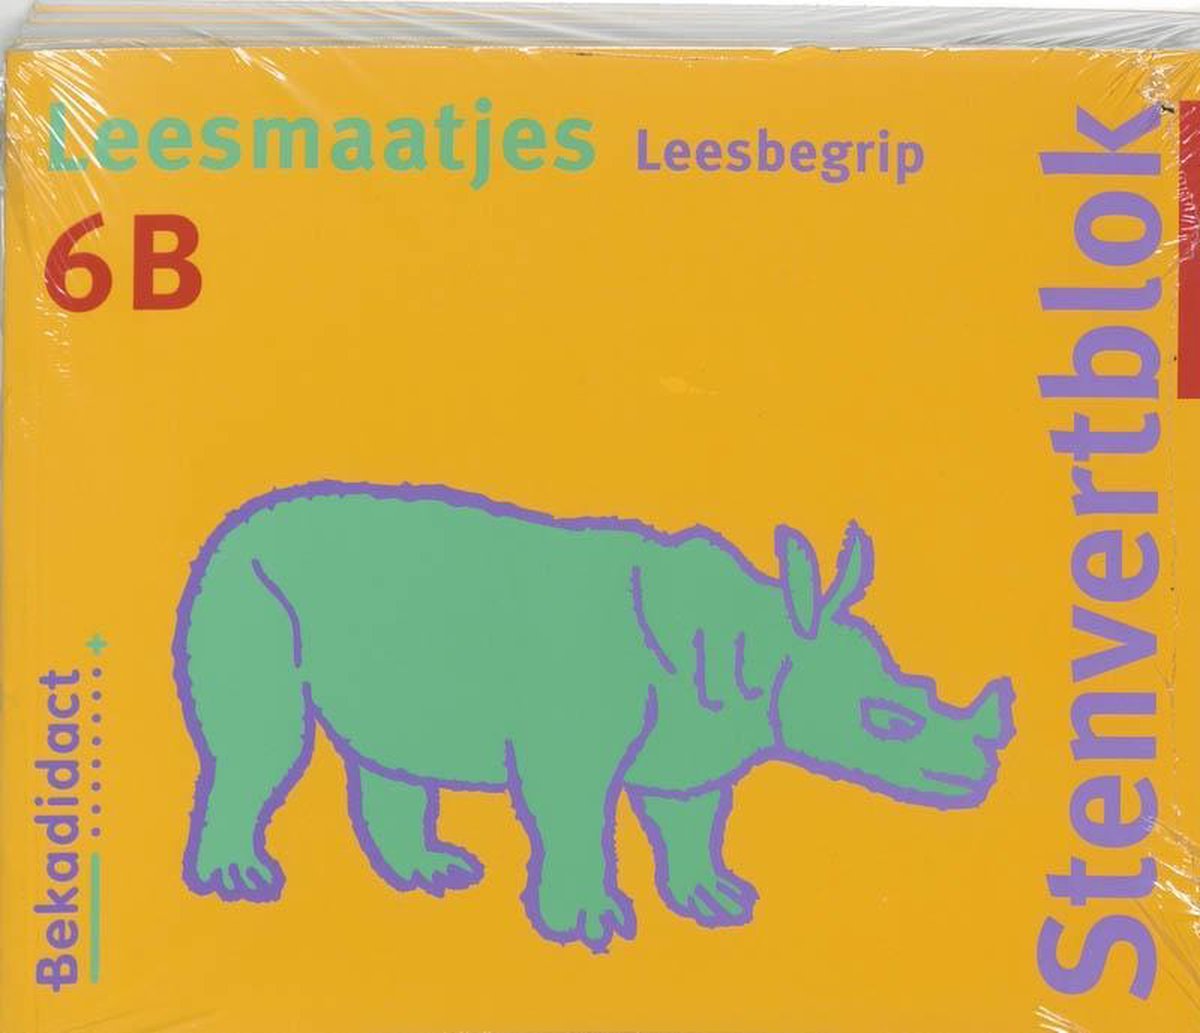 Leesmaatjes Leesbegrip
6B
Stenvertblok
Bekadidact